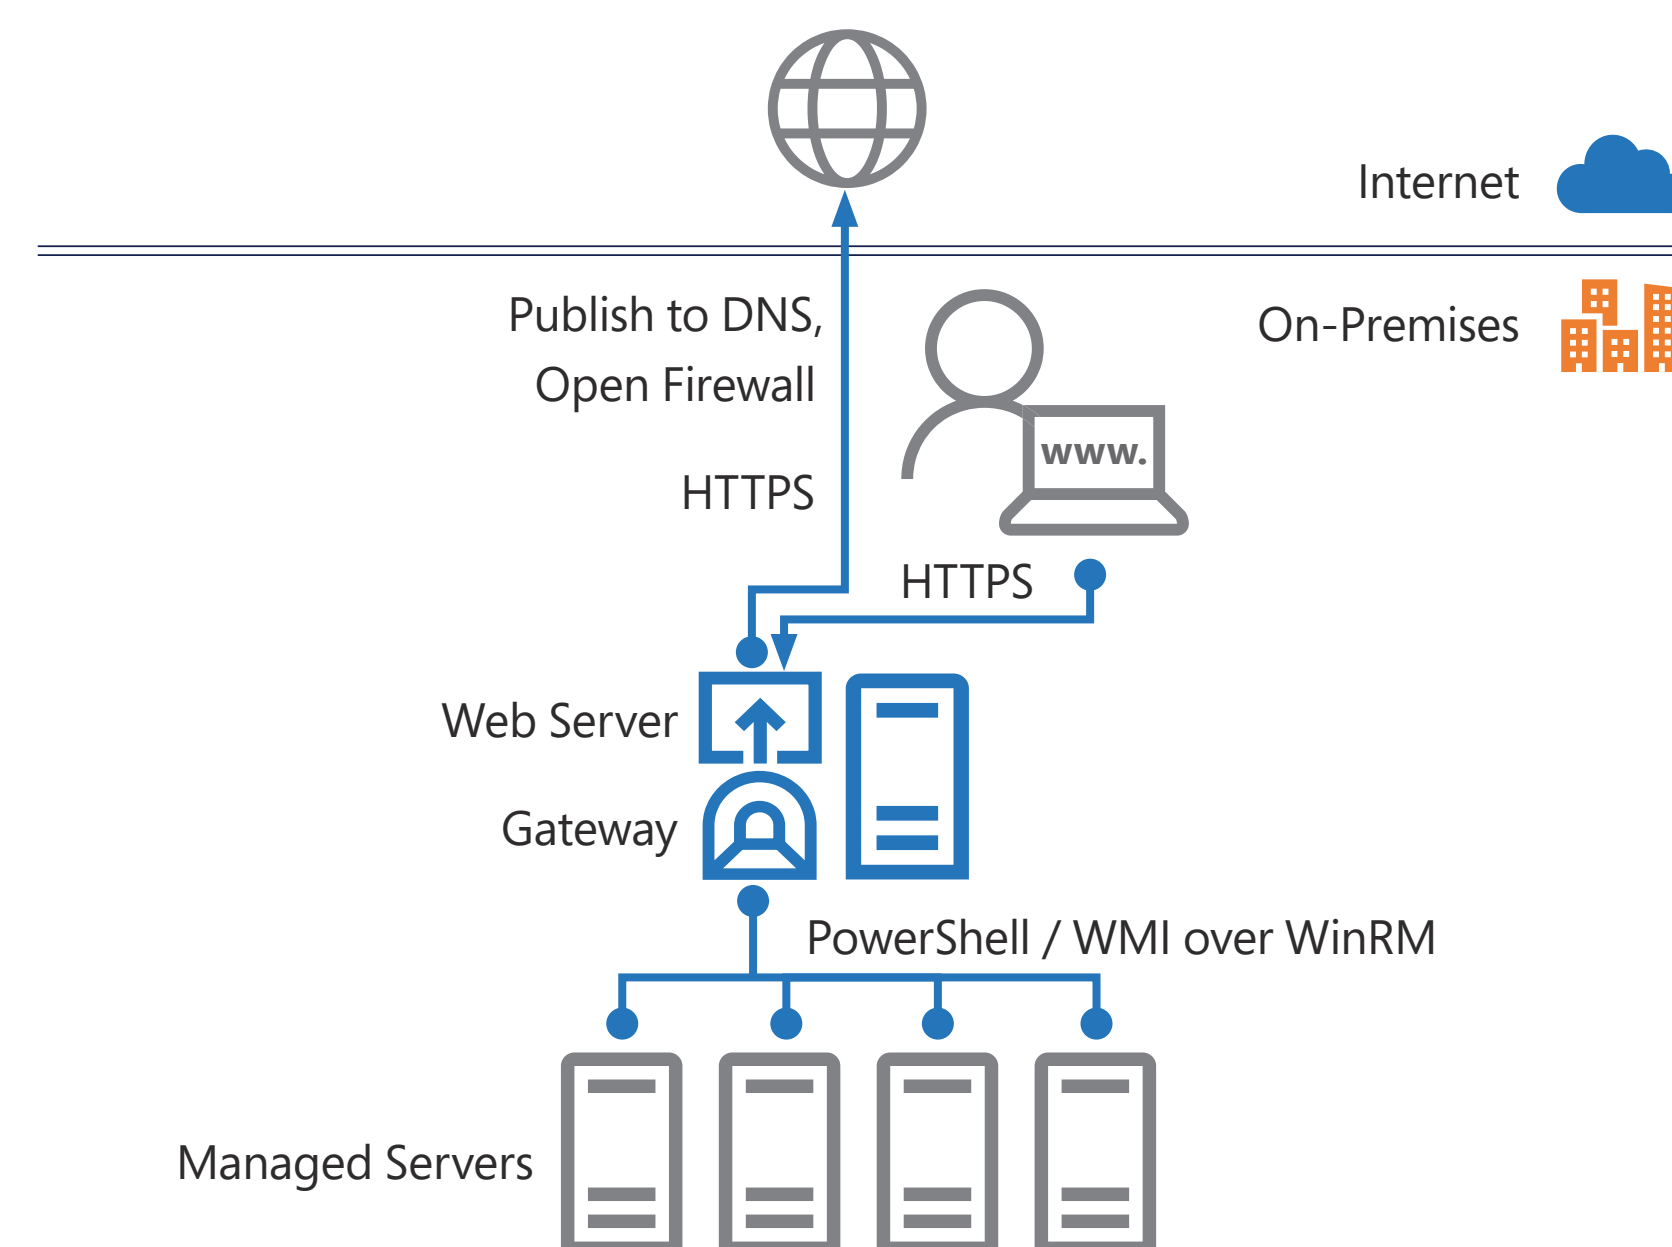 Internet
On-Premises
Publish to DNS,
Open Firewall
HTTPS
www.
HTTPS
Web Server
Gateway
PowerShell / WMI over WinRM
Managed Servers